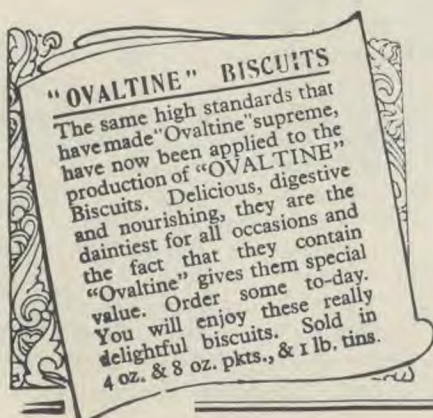 "OVALTINE" BISCUITS
The same high standards that
have made "Ovaltine" supreme,
have now been applied to the
production of "OVALTINE"
Biscuits. Delicious, digestive
and nourishing, they are the
daintiest for all occasions and
the fact that they contain
"Ovaltine" gives them special
value. Order some to-day.
You will enjoy these really
delightful biscuits. Sold in
4 oz. & 8 oz. pkts., & 1 lb. tins.